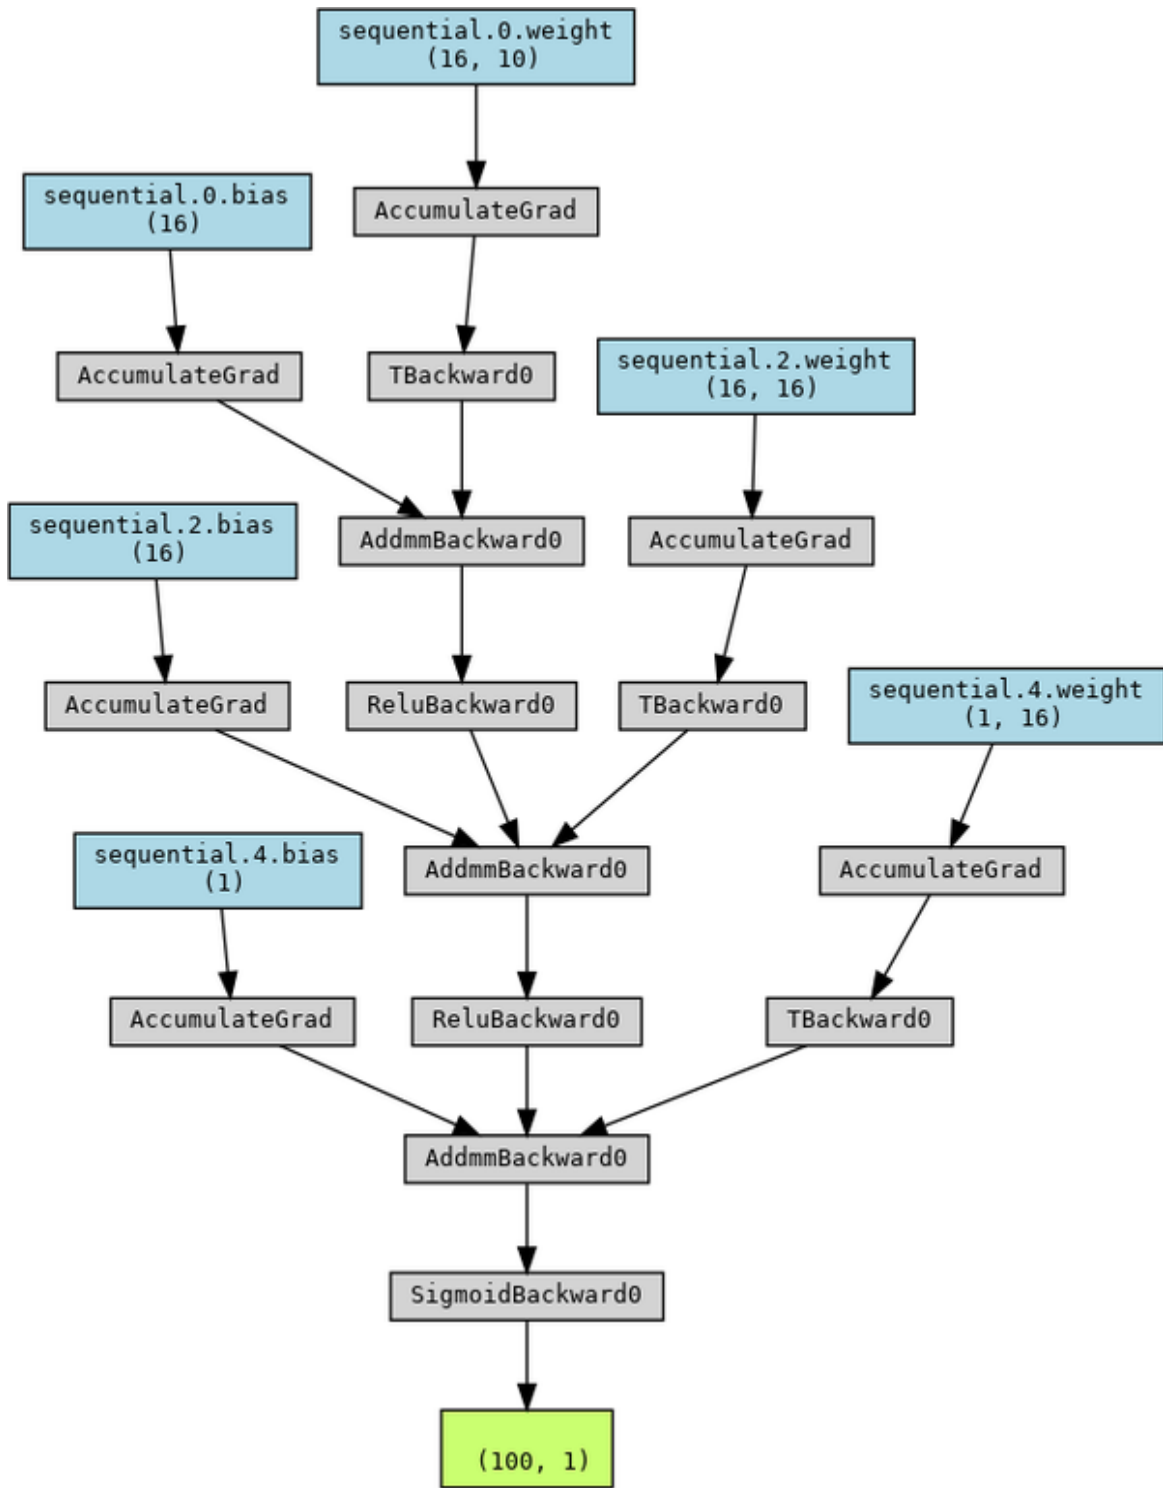 sequential.0.weight
(16, 10)
sequential.0.bias
(16)
AccumulateGrad
AccumulateGrad
TBackward0
sequential.2.weight
(16, 16)
sequential.2.bias
(16)
AddmmBackward0
AccumulateGrad
AccumulateGrad
ReluBackward0
TBackward0
sequential.4.weight
(1, 16)
sequential.4.bias
(1)
AddmmBackward0
AccumulateGrad
AccumulateGrad
ReluBackward0
TBackward0
AddmmBackward0
SigmoidBackward0
(100, 1)